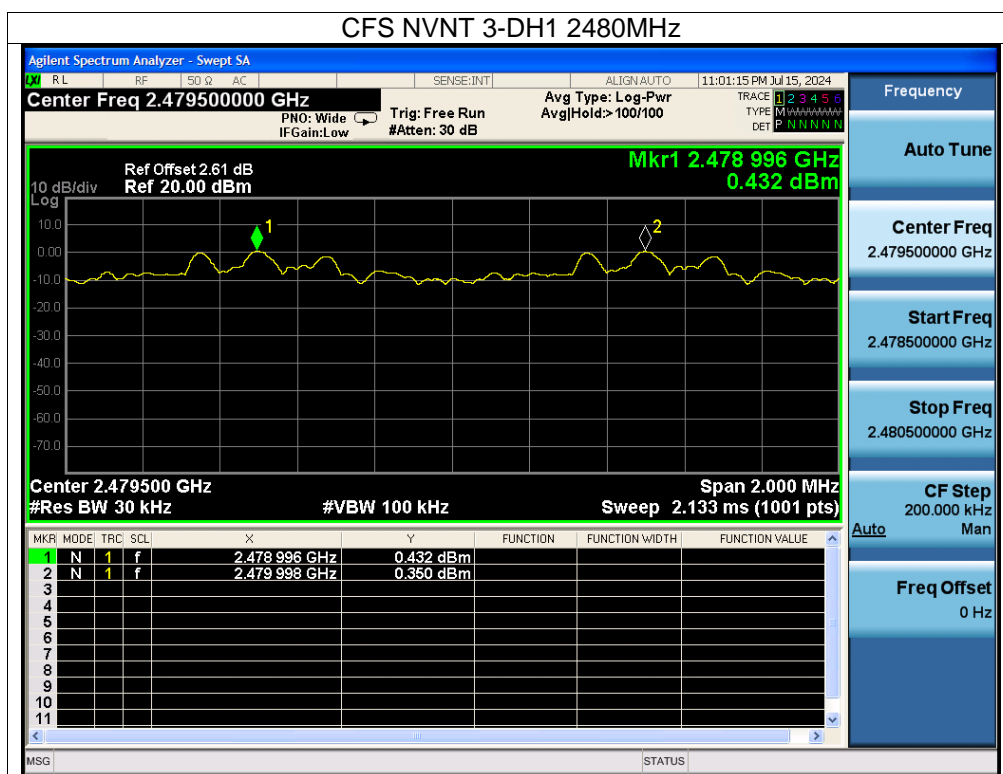 CFS NVNT 3-DH1 2480MHz
Agilent Spectrum Analyzer - Swept SA
LXI RL RF 50 Ω AC SENSE:INT ALIGN AUTO 11:01:15 PM Jul 15, 2024
Center Freq 2.479500000 GHz
PNO: Wide
IFGain:Low
Trig: Free Run
#Atten: 30 dB
Avg Type: Log-Pwr
Avg|Hold:>100/100
TRACE 1 2 3 4 5 6
TYPE M
DET P N N N N N
Ref Offset 2.61 dB
Ref 20.00 dBm
10 dB/div
Log
Mkr1 2.478 996 GHz
0.432 dBm
10.0
0.00
-10.0
-20.0
-30.0
-40.0
-50.0
-60.0
-70.0
1
2
Center 2.479500 GHz Span 2.000 MHz
#Res BW 30 kHz #VBW 100 kHz Sweep 2.133 ms (1001 pts)
MKR MODE TRC SCL X Y FUNCTION FUNCTION WIDTH FUNCTION VALUE
1 N 1 f 2.478 996 GHz 0.432 dBm
2 N 1 f 2.479 998 GHz 0.350 dBm
3
4
5
6
7
8
9
10
11
MSG STATUS
Frequency
Auto Tune
Center Freq
2.479500000 GHz
Start Freq
2.478500000 GHz
Stop Freq
2.480500000 GHz
CF Step
200.000 kHz
Auto Man
Freq Offset
0 Hz